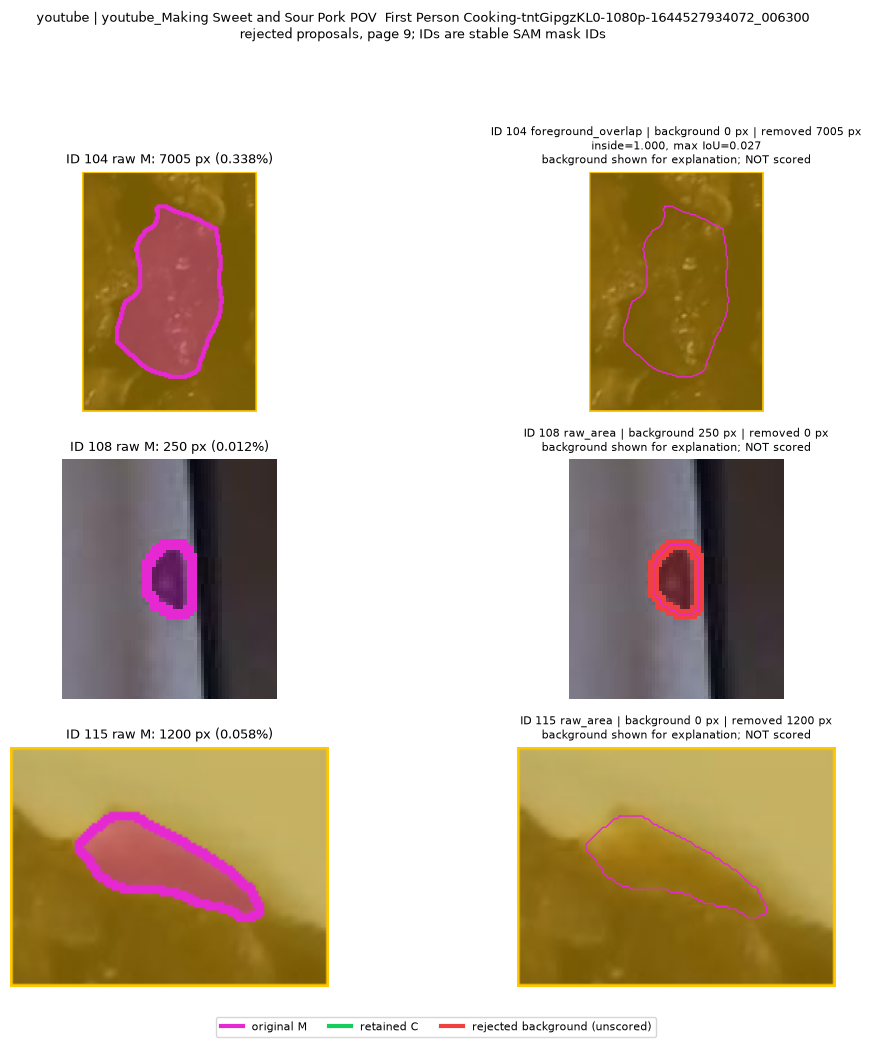 youtube | youtube_Making Sweet and Sour Pork POV  First Person Cooking-tntGipgzKL0-1080p-1644527934072_006300
rejected proposals, page 9; IDs are stable SAM mask IDs
ID 104 raw M: 7005 px (0.338%)
ID 104 foreground_overlap | background 0 px | removed 7005 px
inside=1.000, max IoU=0.027
background shown for explanation; NOT scored
ID 108 raw M: 250 px (0.012%)
ID 108 raw_area | background 250 px | removed 0 px
background shown for explanation; NOT scored
ID 115 raw M: 1200 px (0.058%)
ID 115 raw_area | background 0 px | removed 1200 px
background shown for explanation; NOT scored
original M
retained C
rejected background (unscored)